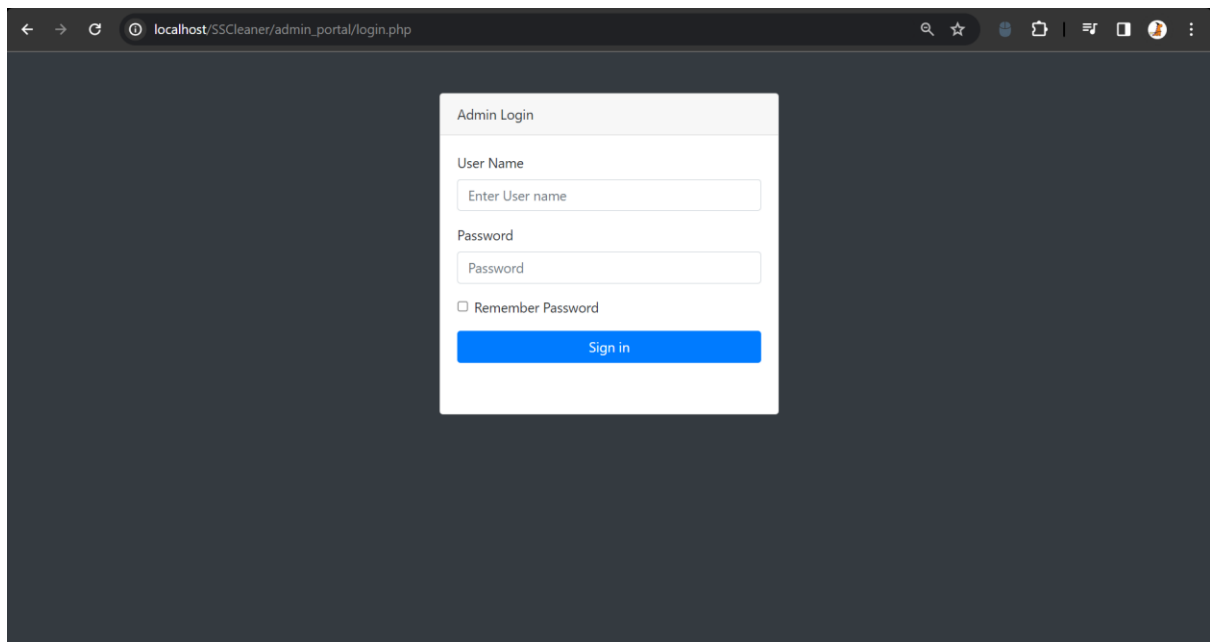 localhost/SSCleaner/admin_portal/login.php
Admin Login
User Name
Enter User name
Password
Password
Remember Password
Sign in